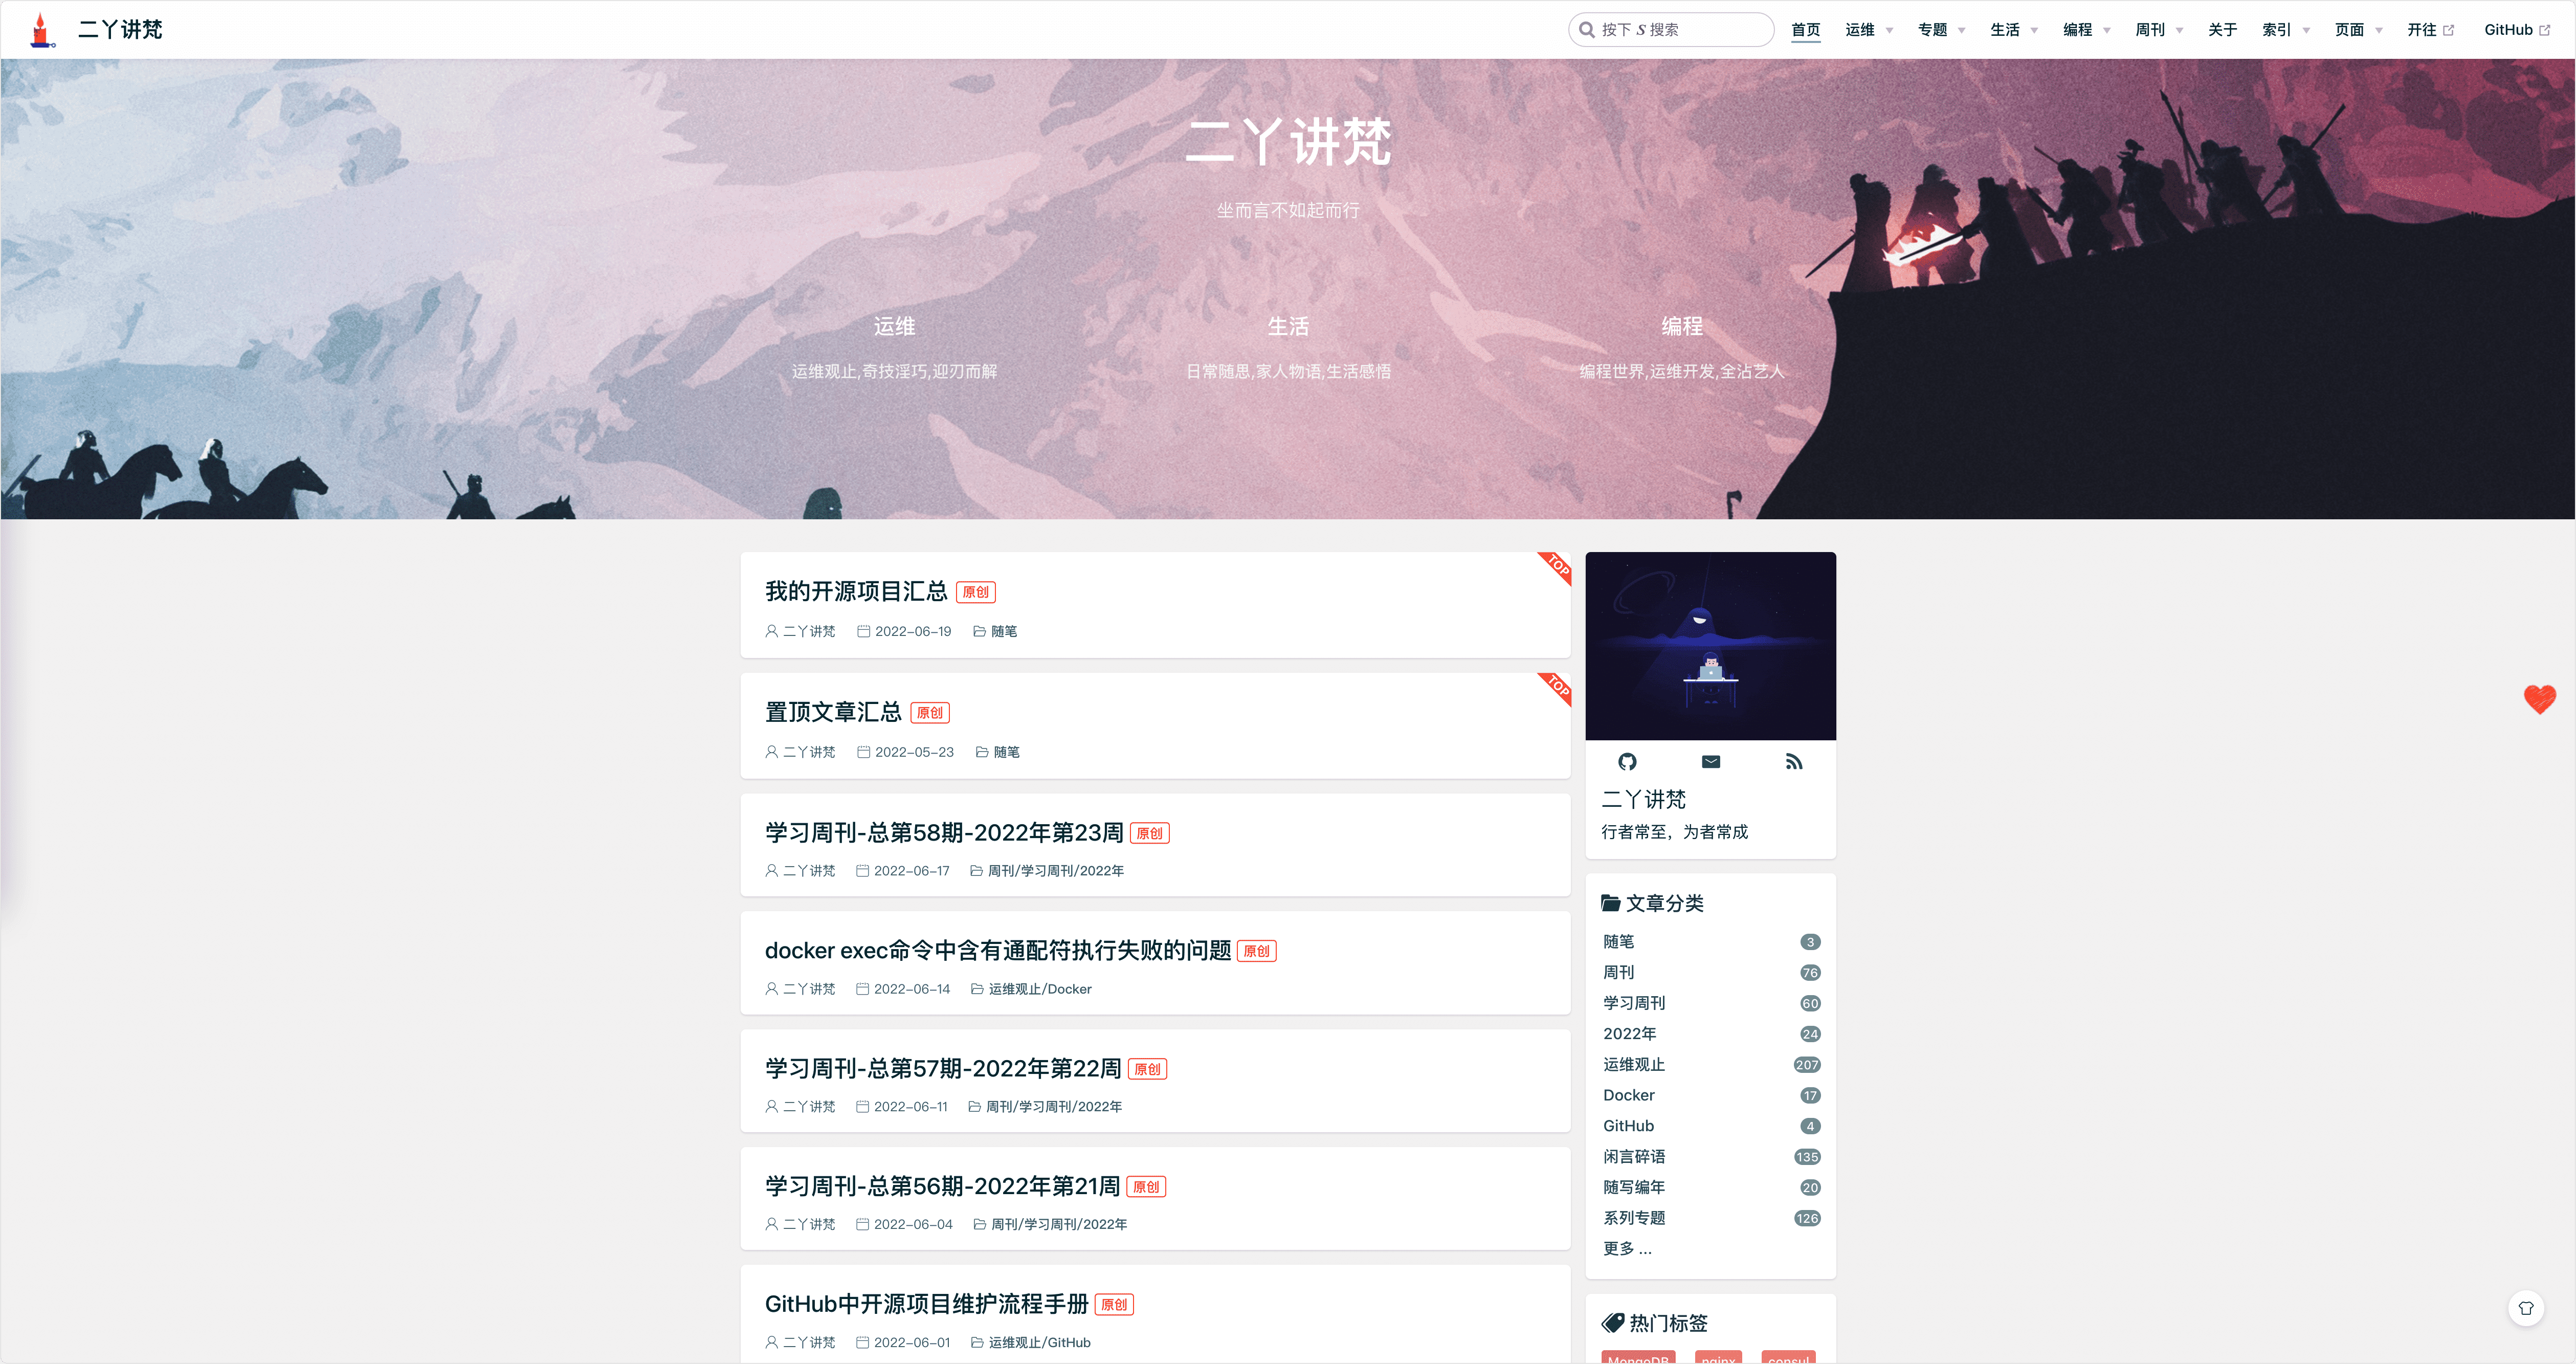 二丫讲梵
按下 S 搜索
首页 运维 专题 生活 编程 周刊 关于 索引 页面 开往 GitHub
二丫讲梵
坐而言不如起而行
运维 生活 编程
运维观止,奇技淫巧,迎刃而解 日常随思,家人物语,生活感悟 编程世界,运维开发,全沾艺人
TOP
我的开源项目汇总 原创
二丫讲梵 2022-06-19 随笔
TOP
置顶文章汇总 原创
二丫讲梵 2022-05-23 随笔
学习周刊-总第58期-2022年第23周 原创
二丫讲梵 2022-06-17 周刊/学习周刊/2022年
docker exec命令中含有通配符执行失败的问题 原创
二丫讲梵 2022-06-14 运维观止/Docker
学习周刊-总第57期-2022年第22周 原创
二丫讲梵 2022-06-11 周刊/学习周刊/2022年
学习周刊-总第56期-2022年第21周 原创
二丫讲梵 2022-06-04 周刊/学习周刊/2022年
GitHub中开源项目维护流程手册 原创
二丫讲梵 2022-06-01 运维观止/GitHub
二丫讲梵
行者常至，为者常成
文章分类
随笔 3
周刊 76
学习周刊 60
2022年 24
运维观止 207
Docker 17
GitHub 4
闲言碎语 135
随写编年 20
系列专题 126
更多 ...
热门标签
MongoDB nginx consul